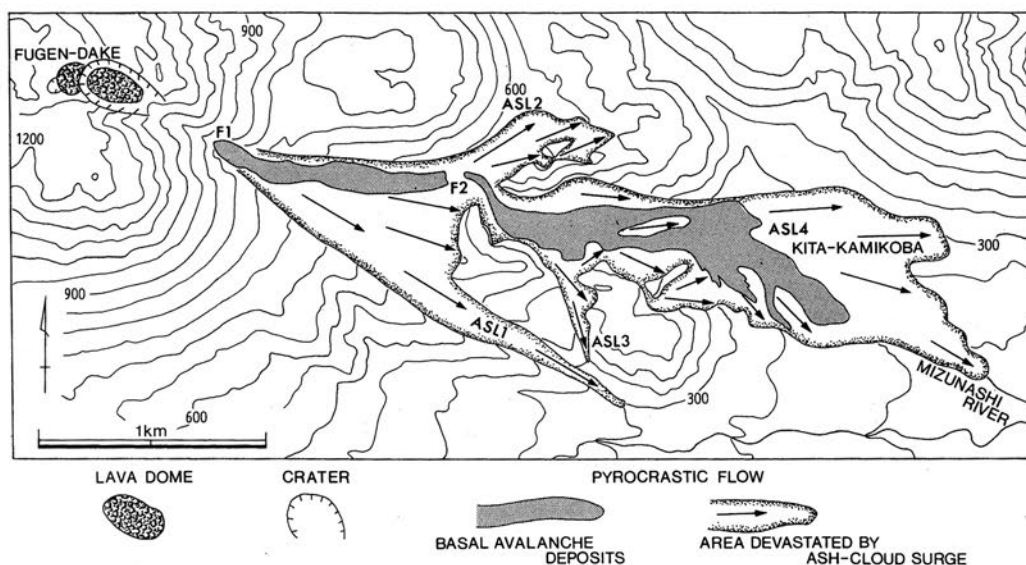 900
FUGEN-DAKE
600
ASL2
1200
F1
F2
ASL4
KITA-KAMIKOBA
300
900
ASL1
ASL3
300
MIZUNASHI
RIVER
600
1km
LAVA DOME
CRATER
PYROCRASTIC FLOW
BASAL AVALANCHE
DEPOSITS
AREA DEVASTATED BY
ASH-CLOUD SURGE